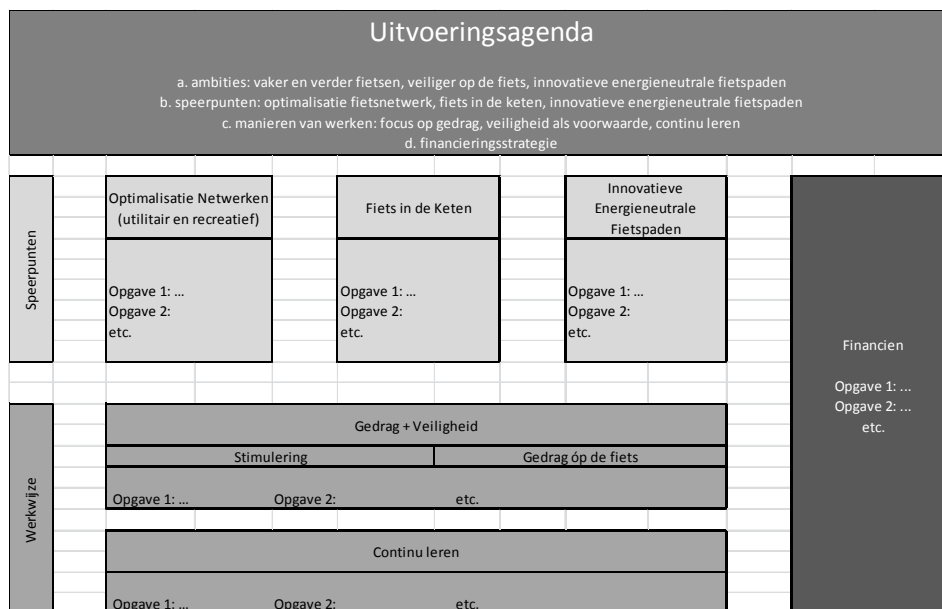 Uitvoeringsagenda
a. ambities: vaker en verder fietsen, veiliger op de fiets, innovatieve energieneutrale fietspaden
b. speerpunten: optimalisatie fietsnetwerk, fiets in de keten, innovatieve energieneutrale fietspaden
c. manieren van werken: focus op gedrag, veiligheid als voorwaarde, continu leren
d. financieringsstrategie
Speerpunten
Optimalisatie Netwerken
(utilitair en recreatief)
Opgave 1: ...
Opgave 2:
etc.
Fiets in de Keten
Opgave 1: ...
Opgave 2:
etc.
Innovatieve
Energieneutrale
Fietspaden
Opgave 1: ...
Opgave 2:
etc.
Financien
Opgave 1: ...
Opgave 2: ...
etc.
Werkwijze
Gedrag + Veiligheid
Stimulering
Gedrag óp de fiets
Opgave 1: ... Opgave 2: etc.
Continu leren
Opgave 1: ... Opgave 2: etc.